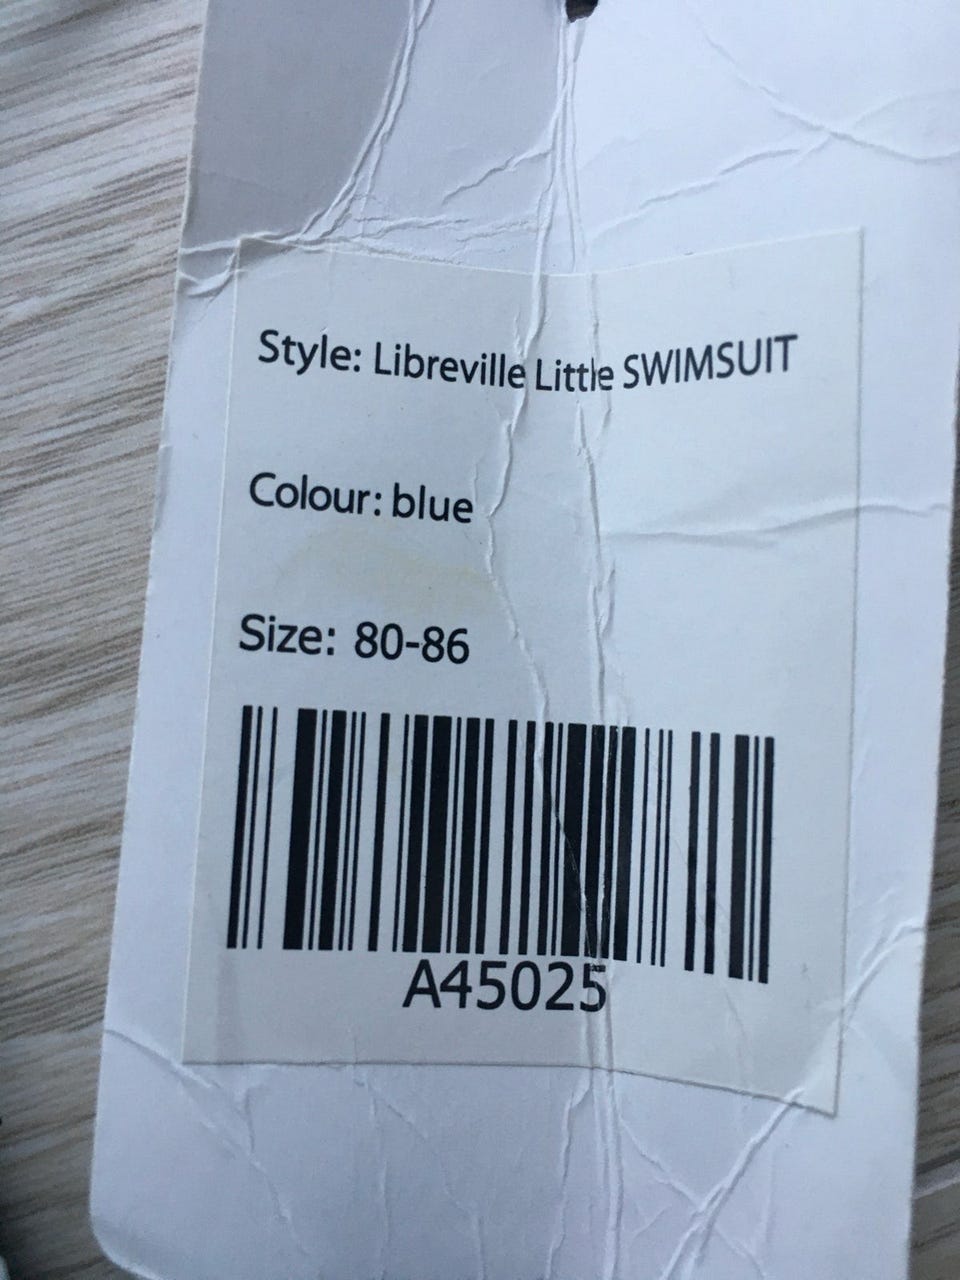 Style: Libreville Little SWIMSUIT
Colour: blue
Size: 80-86
A45025